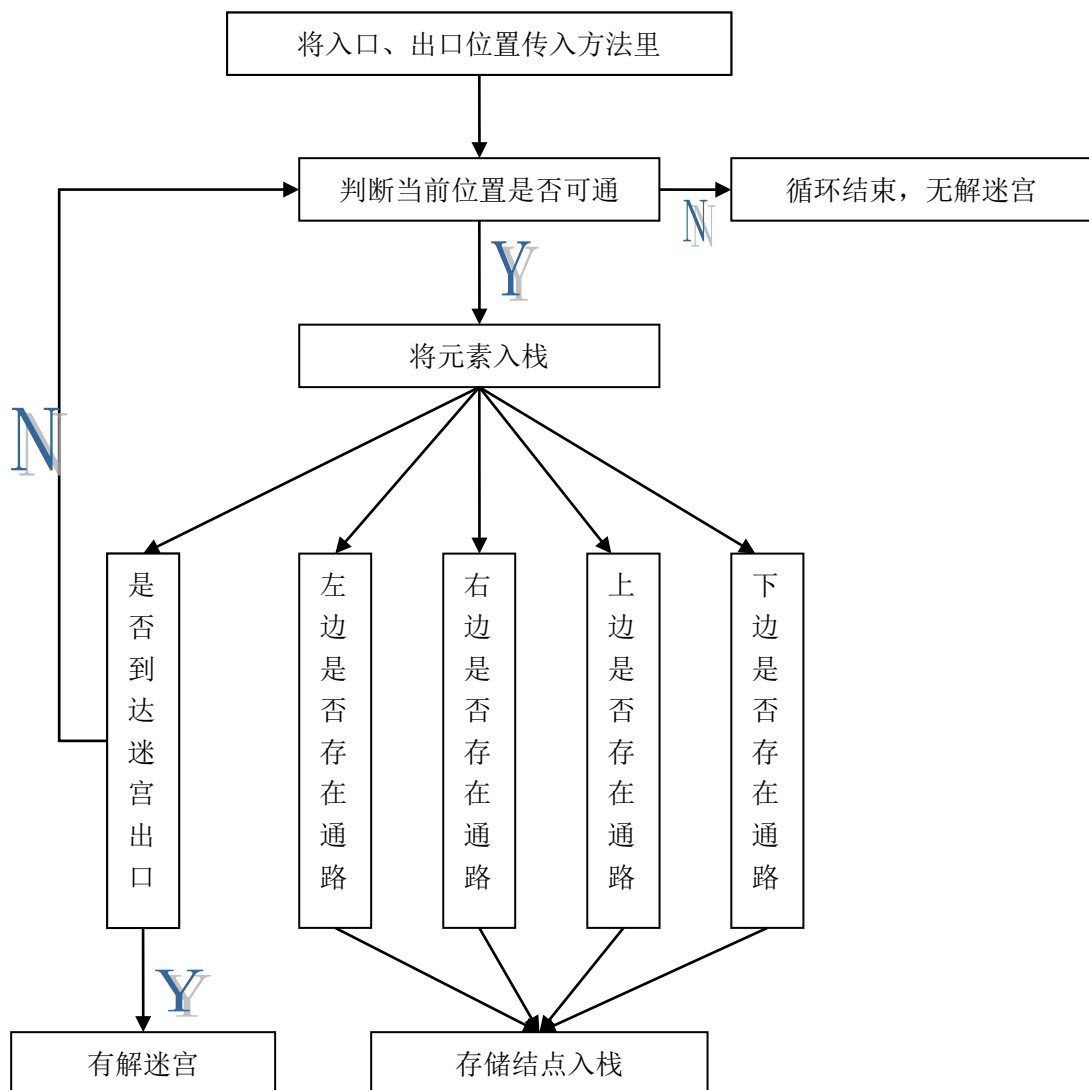 将入口、出口位置传入方法里
判断当前位置是否可通
循环结束，无解迷宫
N
Y
将元素入栈
N
是否到达迷宫出口
左边是否存在通路
右边是否存在通路
上边是否存在通路
下边是否存在通路
Y
有解迷宫
存储结点入栈